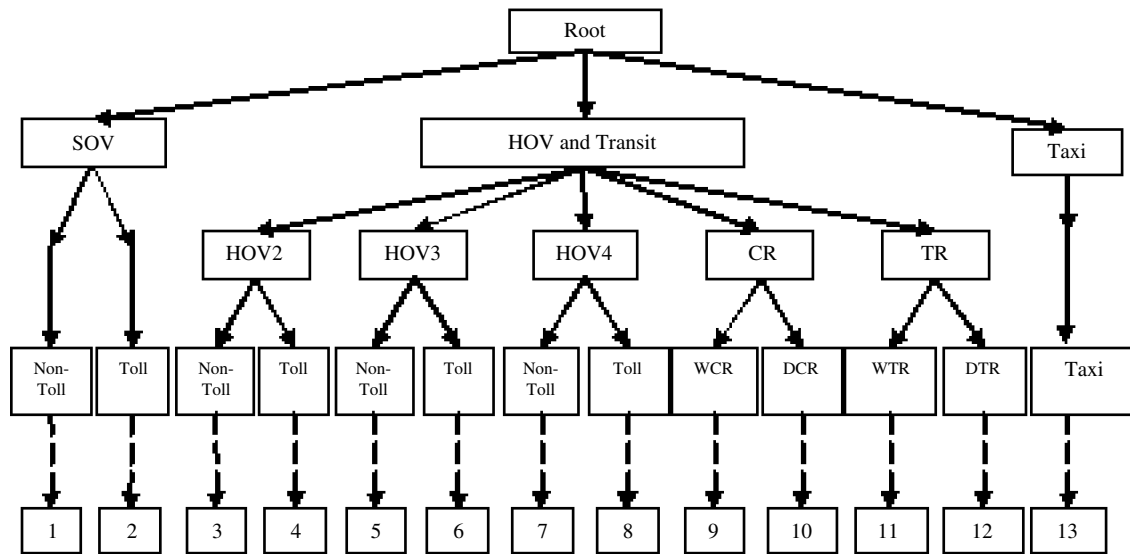 Root
SOV
HOV and Transit
Taxi
HOV2
HOV3
HOV4
CR
TR
Non-
Toll
Toll
Non-
Toll
Toll
Non-
Toll
Toll
Non-
Toll
Toll
WCR
DCR
WTR
DTR
Taxi
1
2
3
4
5
6
7
8
9
10
11
12
13